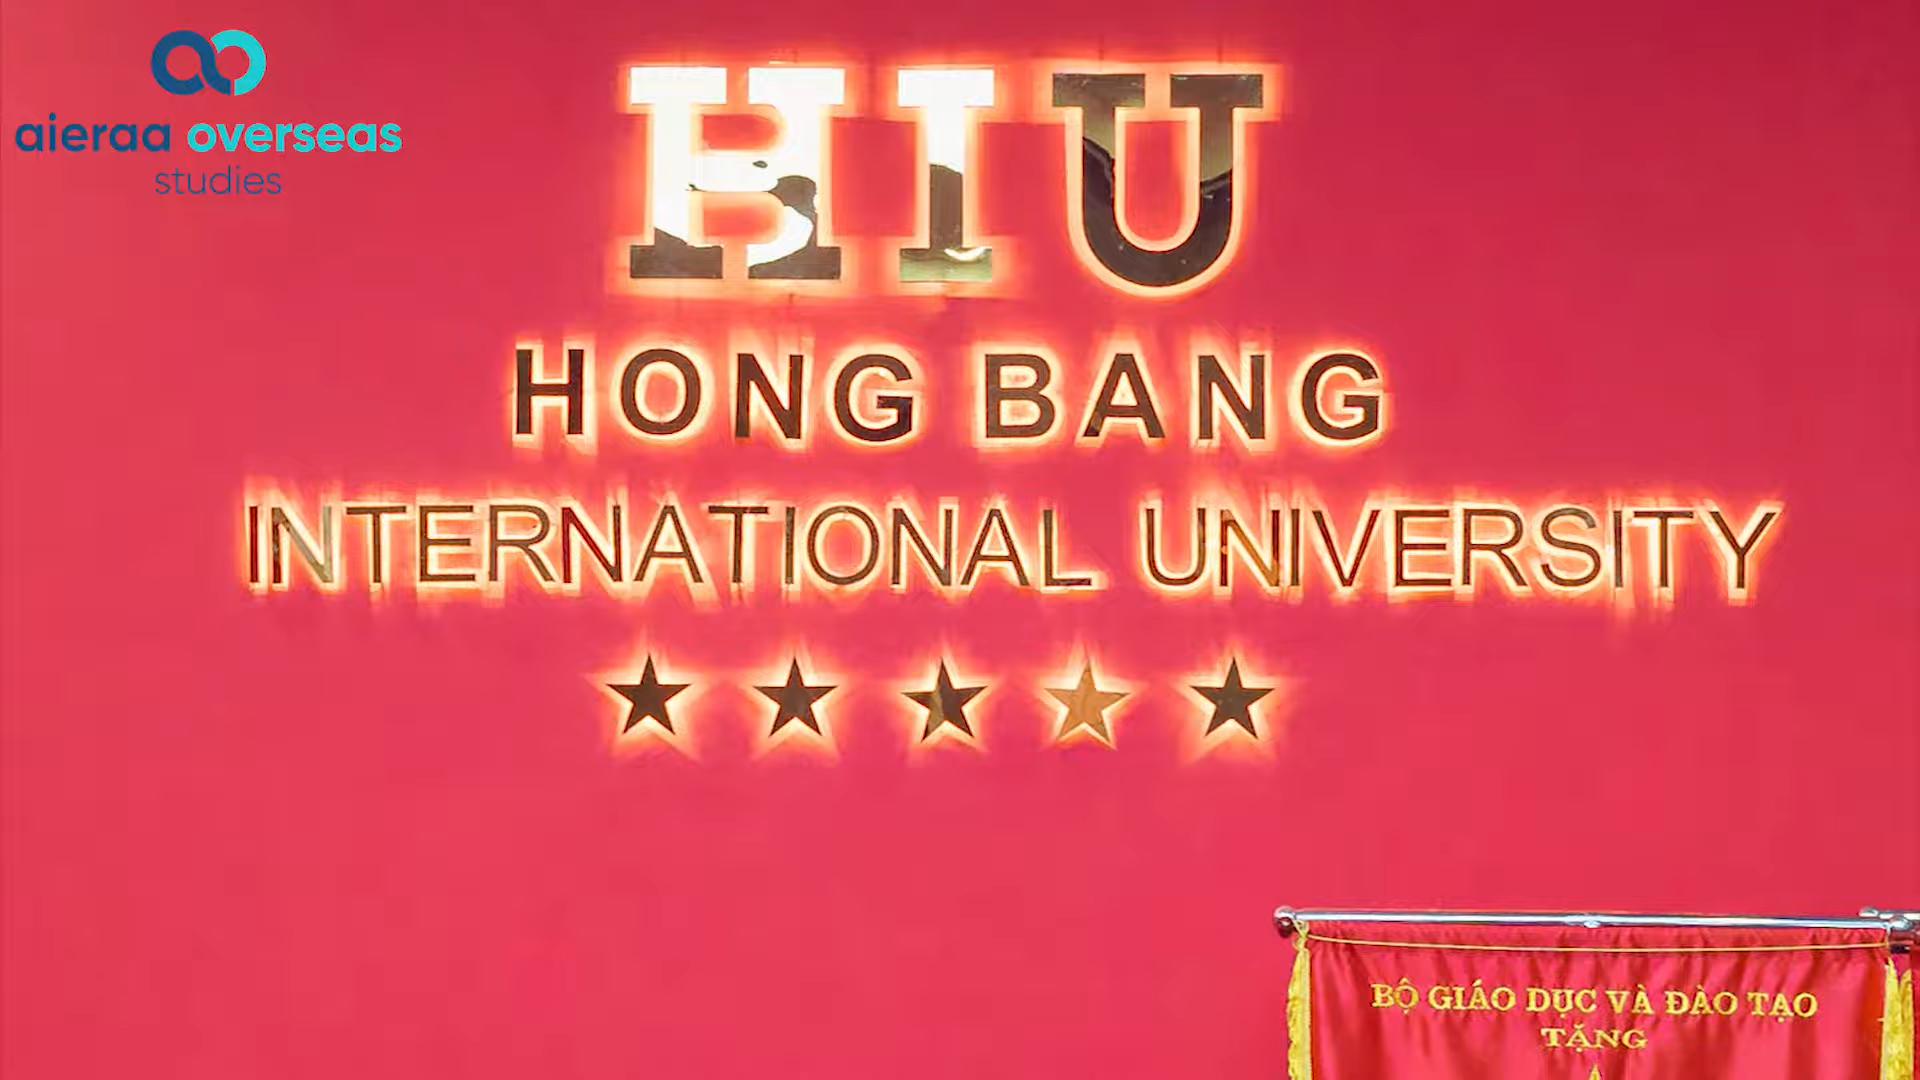 aieraa overseas
studies
HIU
HONG BANG
INTERNATIONAL UNIVERSITY
BỘ GIÁO DỤC VÀ ĐÀO TẠO
TẶNG